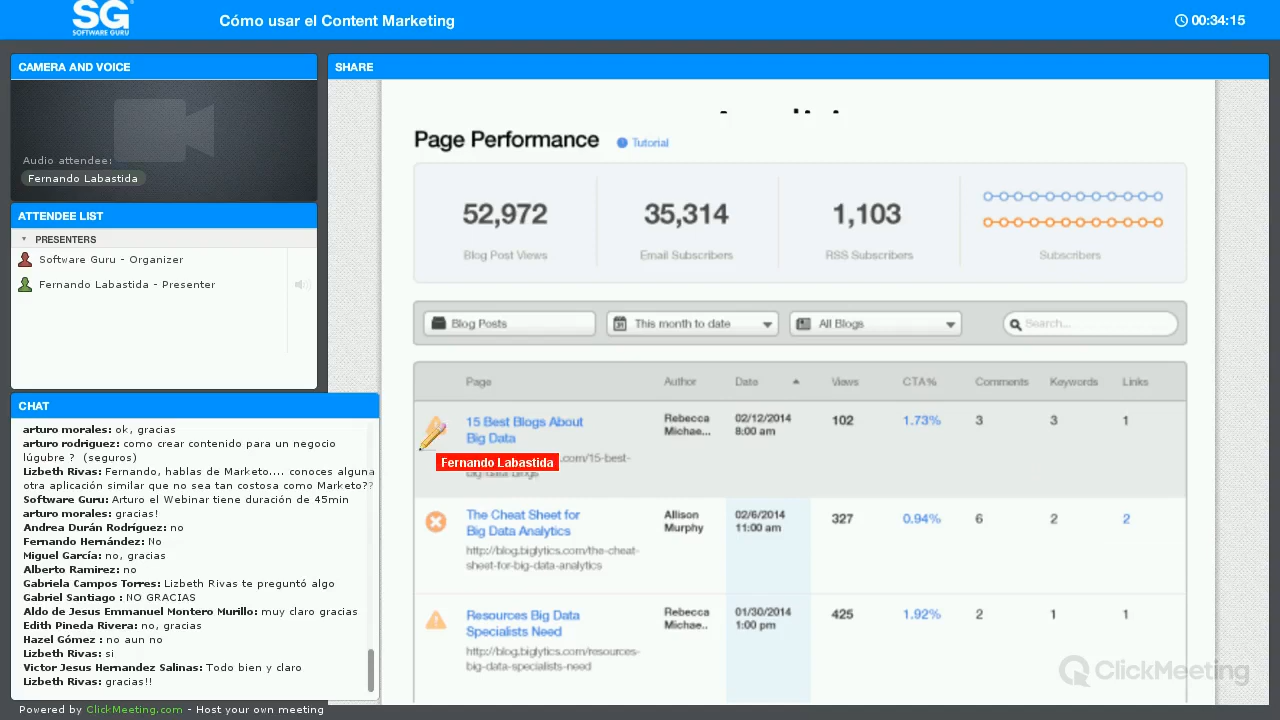 SG
SOFTWARE GURU
Cómo usar el Content Marketing
00:34:15
CAMERA AND VOICE
Audio attendee:
Fernando Labastida
ATTENDEE LIST
PRESENTERS
Software Guru - Organizer
Fernando Labastida - Presenter
CHAT
arturo morales: ok, gracias
arturo rodriguez: como crear contenido para un negocio
lúgubre ? (seguros)
Lizbeth Rivas: Fernando, hablas de Marketo.... conoces alguna
otra aplicación similar que no sea tan costosa como Marketo??
Software Guru: Arturo el Webinar tiene duración de 45min
arturo morales: gracias!
Andrea Durán Rodríguez: no
Fernando Hernández: No
Miguel García: no, gracias
Alberto Ramirez: no
Gabriela Campos Torres: Lizbeth Rivas te preguntó algo
Gabriel Santiago : NO GRACIAS
Aldo de Jesus Emmanuel Montero Murillo: muy claro gracias
Edith Pineda Rivera: no, gracias
Hazel Gómez : no aun no
Lizbeth Rivas: si
Victor Jesus Hernandez Salinas: Todo bien y claro
Lizbeth Rivas: gracias!!
Powered by ClickMeeting.com - Host your own meeting
SHARE
Page Performance Tutorial
52,972 35,314 1,103
Blog Post Views Email Subscribers RSS Subscribers Subscribers
Blog Posts 31 This month to date All Blogs Search...
Page Author Date Views CTA% Comments Keywords Links
15 Best Blogs About Rebecca 02/12/2014 102 1.73% 3 3 1
Big Data Michae... 8:00 am
Fernando Labastida .com/15-best-
big-data-blogs
The Cheat Sheet for Allison 02/6/2014 327 0.94% 6 2 2
Big Data Analytics Murphy 11:00 am
http://blog.biglytics.com/the-cheat-
sheet-for-big-data-analytics
Resources Big Data Rebecca 01/30/2014 425 1.92% 2 1 1
Specialists Need Michae.. 1:00 pm
http://blog.biglytics.com/resources-
big-data-specialists-need
ClickMeeting